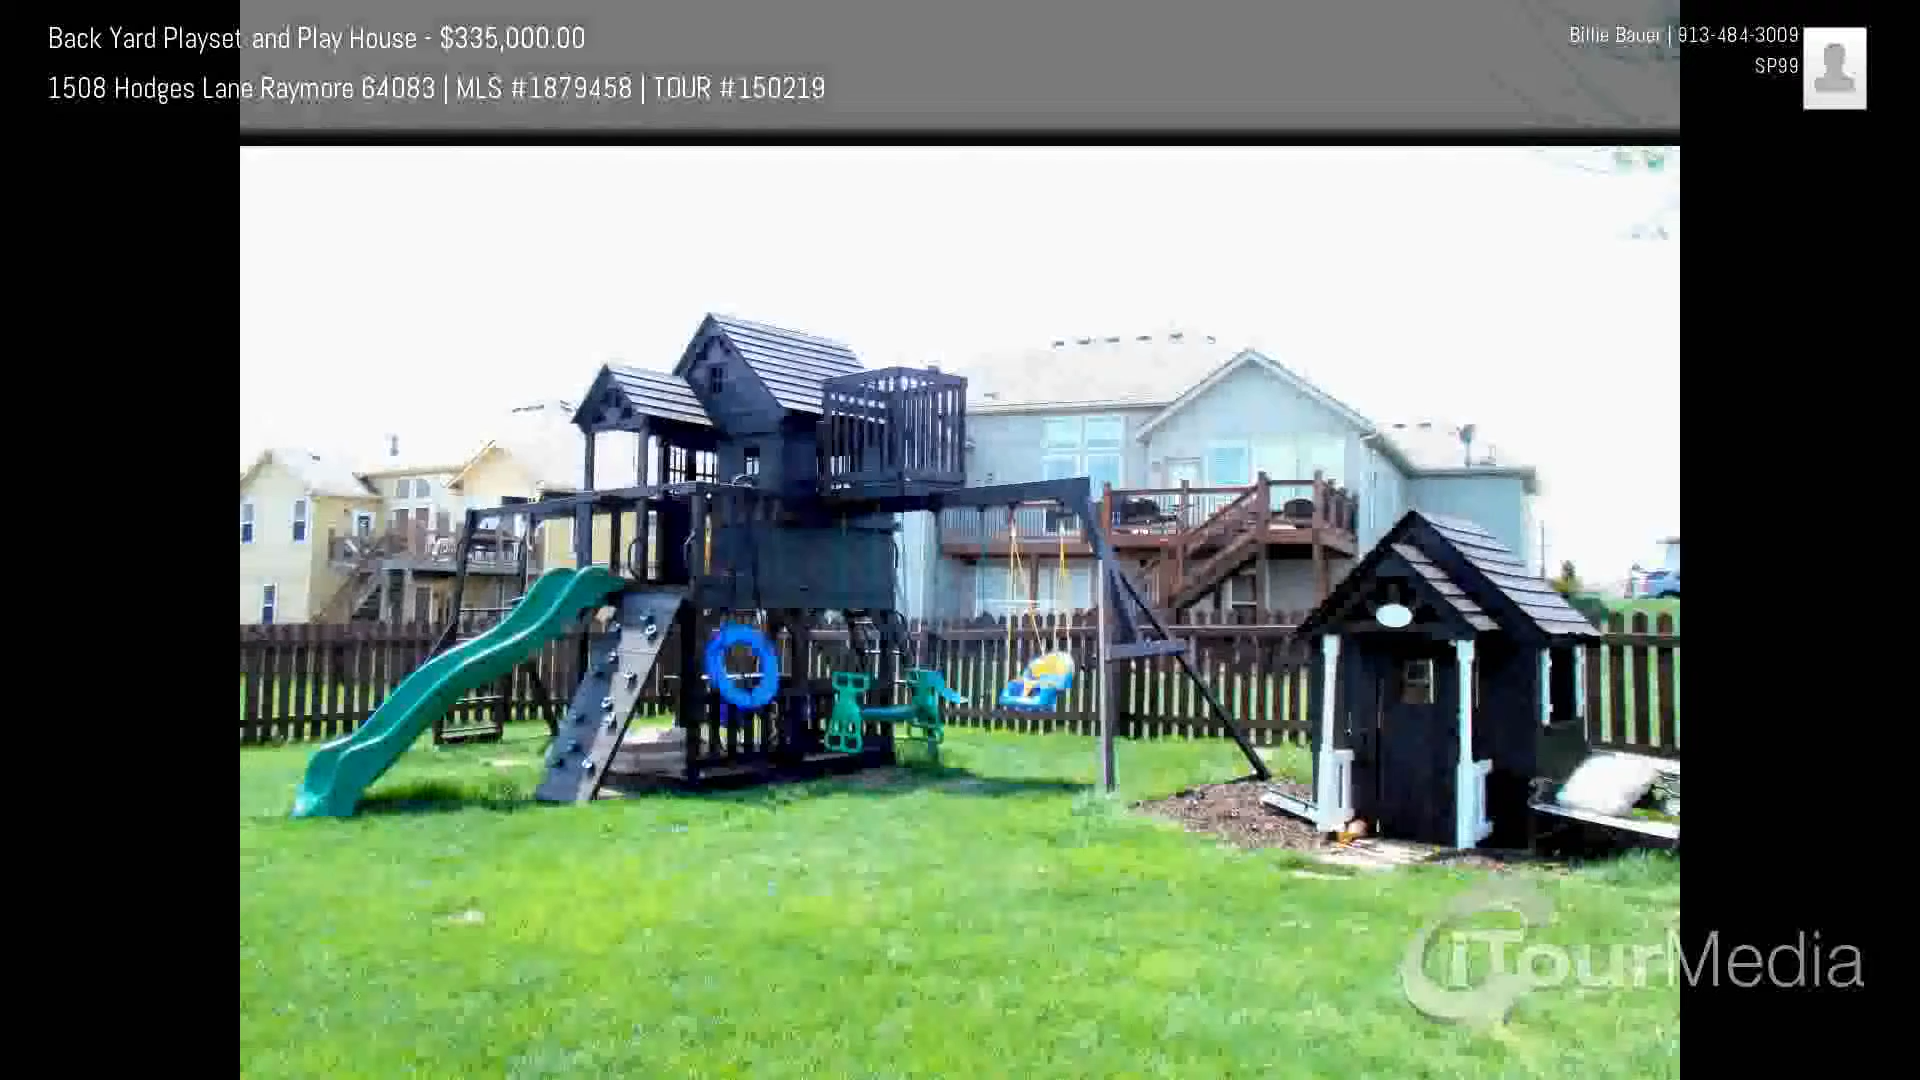 Back Yard Playset and Play House - $335,000.00
1508 Hodges Lane Raymore 64083 | MLS #1879458 | TOUR #150219
Billie Bauer | 913-484-3009
SP99
iTourMedia